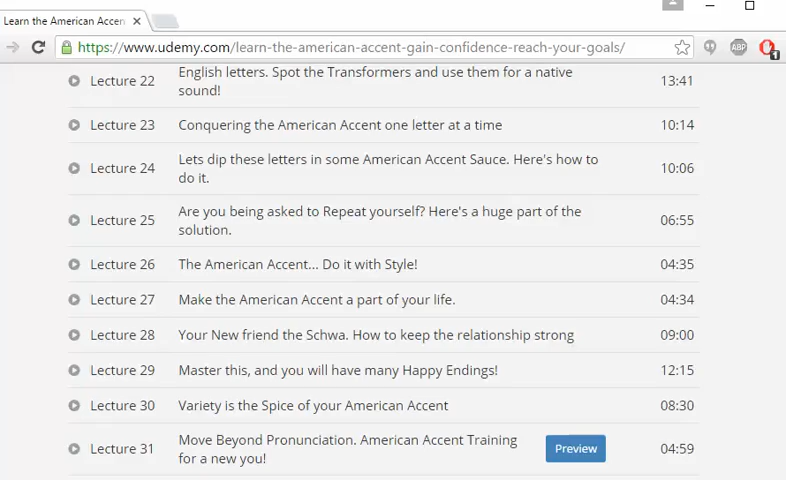 Learn the American Accen
https://www.udemy.com/learn-the-american-accent-gain-confidence-reach-your-goals/
ABP
1
Lecture 22 English letters. Spot the Transformers and use them for a native 13:41
sound!
Lecture 23 Conquering the American Accent one letter at a time 10:14
Lecture 24 Lets dip these letters in some American Accent Sauce. Here's how to 10:06
do it.
Lecture 25 Are you being asked to Repeat yourself? Here's a huge part of the 06:55
solution.
Lecture 26 The American Accent... Do it with Style! 04:35
Lecture 27 Make the American Accent a part of your life. 04:34
Lecture 28 Your New friend the Schwa. How to keep the relationship strong 09:00
Lecture 29 Master this, and you will have many Happy Endings! 12:15
Lecture 30 Variety is the Spice of your American Accent 08:30
Lecture 31 Move Beyond Pronunciation. American Accent Training Preview 04:59
for a new you!